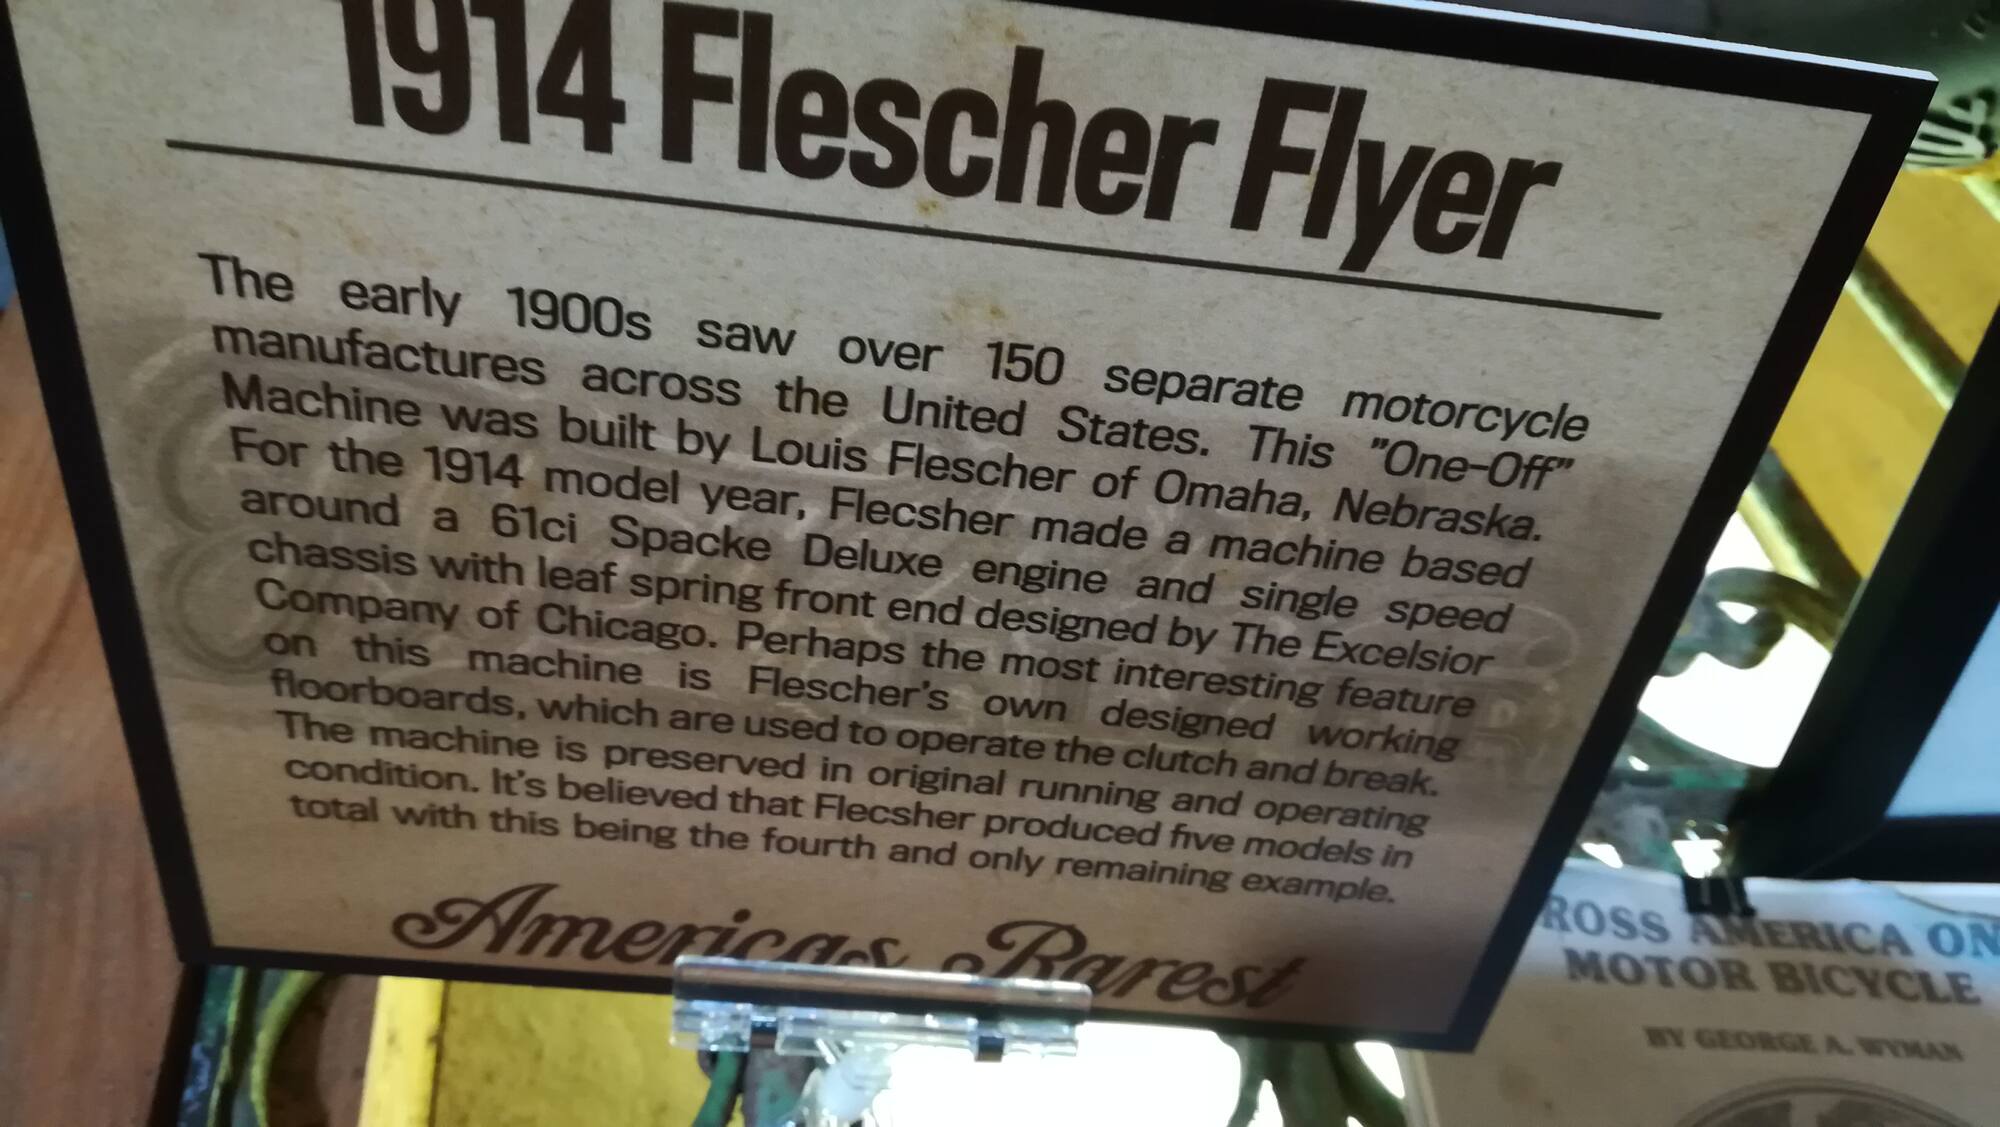 1914 Flescher Flyer
The early 1900s saw over 150 separate motorcycle
manufactures across the United States. This "One-Off"
Machine was built by Louis Flescher of Omaha, Nebraska.
For the 1914 model year, Flecsher made a machine based
around a 61ci Spacke Deluxe engine and single speed
chassis with leaf spring front end designed by The Excelsior
Company of Chicago. Perhaps the most interesting feature
on this machine is Flescher's own designed working
floorboards, which are used to operate the clutch and break.
The machine is preserved in original running and operating
condition. It's believed that Flecsher produced five models in
total with this being the fourth and only remaining example.
Americas Rarest
ROSS AMERICA ON
MOTOR BICYCLE
BY GEORGE A. WYMAN